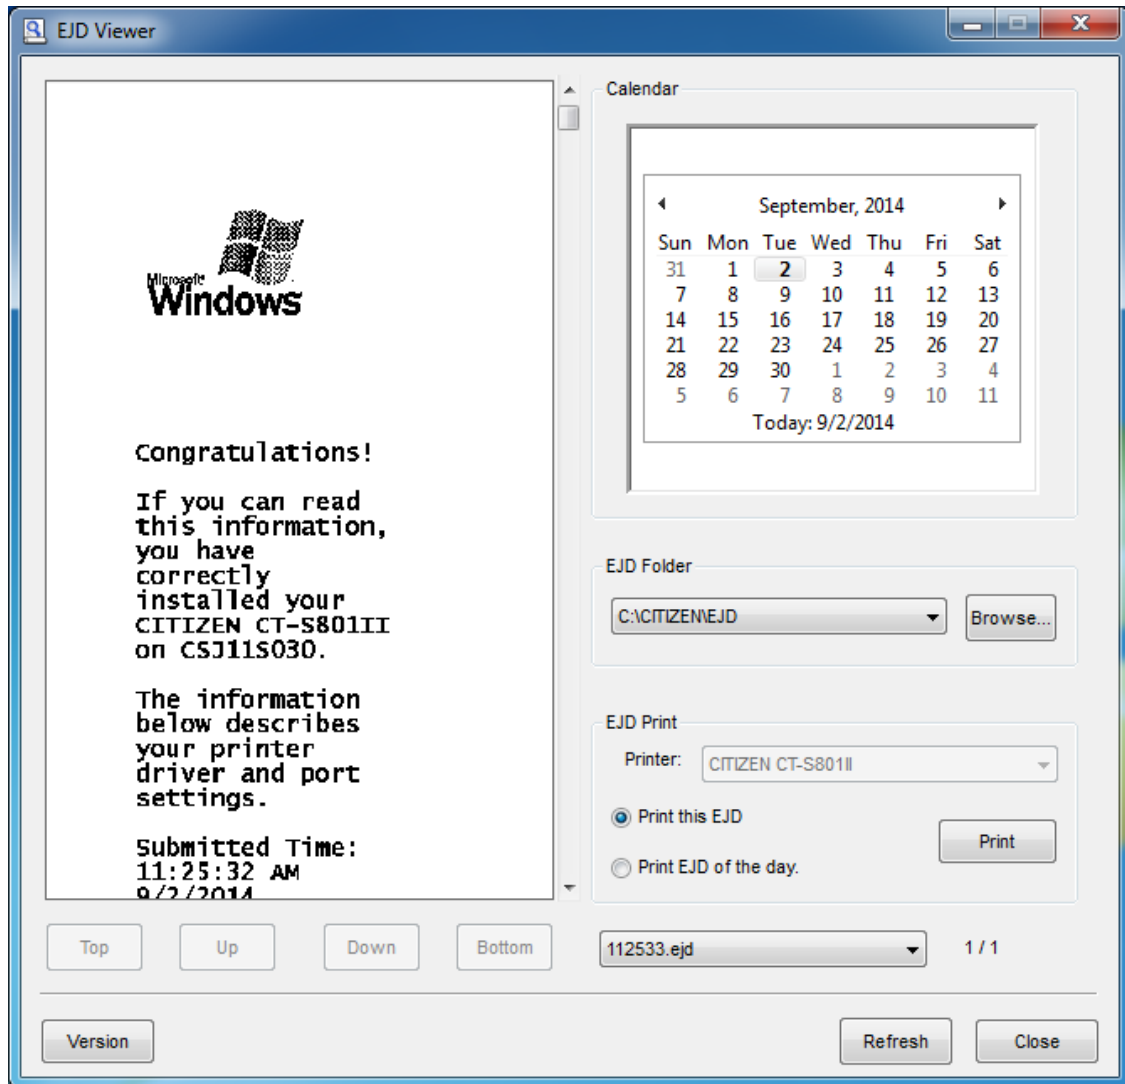 EJD Viewer
Microsoft
Windows
Congratulations!
If you can read
this information,
you have
correctly
installed your
CITIZEN CT-S801II
on CSJ11S030.
The information
below describes
your printer
driver and port
settings.
Submitted Time:
11:25:32 AM
9/2/2014
Top
Up
Down
Bottom
Calendar
September, 2014
Sun Mon Tue Wed Thu Fri Sat
31 1 2 3 4 5 6
7 8 9 10 11 12 13
14 15 16 17 18 19 20
21 22 23 24 25 26 27
28 29 30 1 2 3 4
5 6 7 8 9 10 11
Today: 9/2/2014
EJD Folder
C:\CITIZEN\EJD
Browse...
EJD Print
Printer: CITIZEN CT-S801II
Print this EJD
Print EJD of the day.
Print
112533.ejd
1 / 1
Version
Refresh
Close